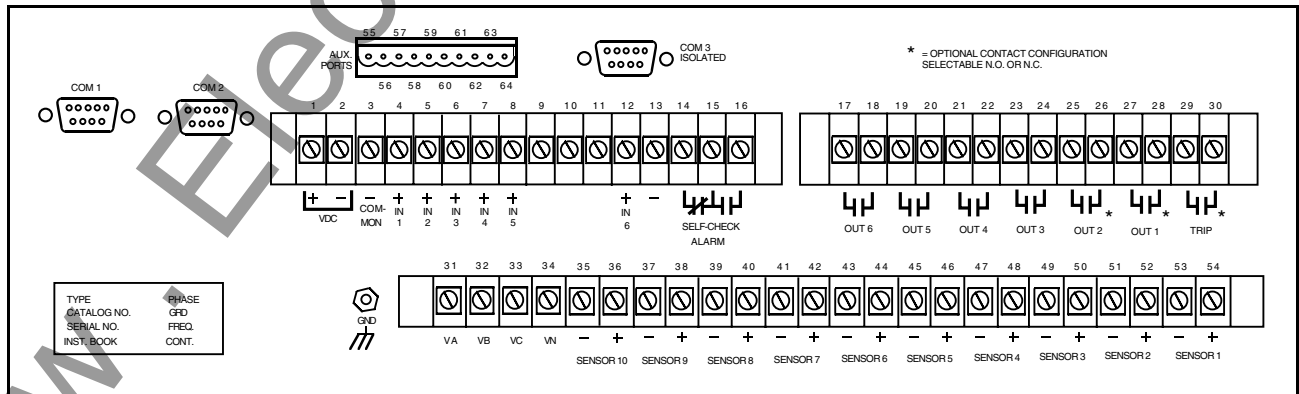 55 57 59 61 63
AUX. PORTS
56 58 60 62 64
COM 3
ISOLATED
* = OPTIONAL CONTACT CONFIGURATION
SELECTABLE N.O. OR N.C.
COM 1 COM 2
1 2 3 4 5 6 7 8 9 10 11 12 13 14 15 16
17 18 19 20 21 22 23 24 25 26 27 28 29 30
+ − − + + + + + + −
VDC
COM-
MON
IN
1
IN
2
IN
3
IN
4
IN
5
IN
6
SELF-CHECK
ALARM
OUT 6 OUT 5 OUT 4 OUT 3 OUT 2 * OUT 1 * TRIP *
31 32 33 34 35 36 37 38 39 40 41 42 43 44 45 46 47 48 49 50 51 52 53 54
TYPE PHASE
CATALOG NO. GRD
SERIAL NO. FREQ.
INST. BOOK CONT.
GND
VA VB VC VN − + − + − + − + − + − + − + − + − + − +
SENSOR 10 SENSOR 9 SENSOR 8 SENSOR 7 SENSOR 6 SENSOR 5 SENSOR 4 SENSOR 3 SENSOR 2 SENSOR 1
w. Elec